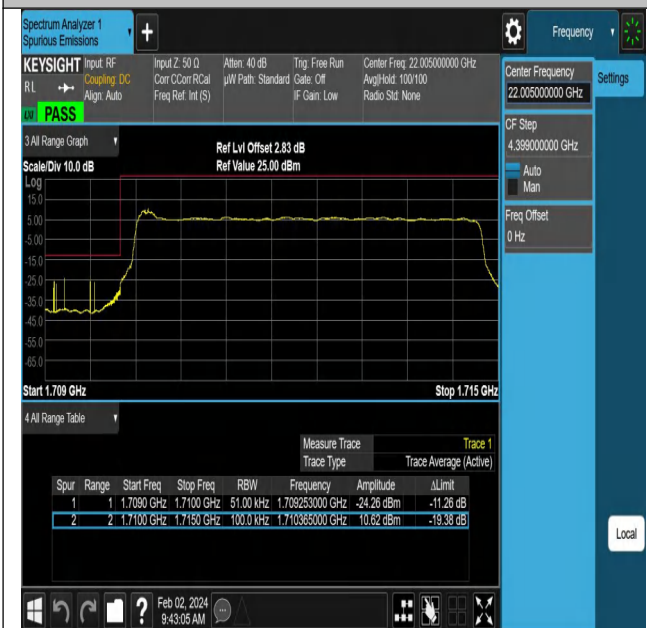 Spectrum Analyzer 1
Spurious Emissions
+
Frequency
KEYSIGHT
RL
Input: RF
Coupling: DC
Align: Auto
Input Z: 50 Ω
Corr CCorr RCal
Freq Ref: Int (S)
Atten: 40 dB
µW Path: Standard
Trig: Free Run
Gate: Off
IF Gain: Low
Center Freq: 22.005000000 GHz
Avg|Hold: 100/100
Radio Std: None
PASS
Center Frequency
22.005000000 GHz
Settings
CF Step
4.399000000 GHz
Auto
Man
Freq Offset
0 Hz
3 All Range Graph
Scale/Div 10.0 dB
Ref Lvl Offset 2.83 dB
Ref Value 25.00 dBm
Log
15.0
5.00
-5.00
-15.0
-25.0
-35.0
-45.0
-55.0
-65.0
Start 1.709 GHz
Stop 1.715 GHz
4 All Range Table
Measure Trace Trace 1
Trace Type Trace Average (Active)
Spur Range Start Freq Stop Freq RBW Frequency Amplitude ΔLimit
1 1 1.7090 GHz 1.7100 GHz 51.00 kHz 1.709253000 GHz -24.26 dBm -11.26 dB
2 2 1.7100 GHz 1.7150 GHz 100.0 kHz 1.710365000 GHz 10.62 dBm -19.38 dB
Local
?
Feb 02, 2024
9:43:05 AM